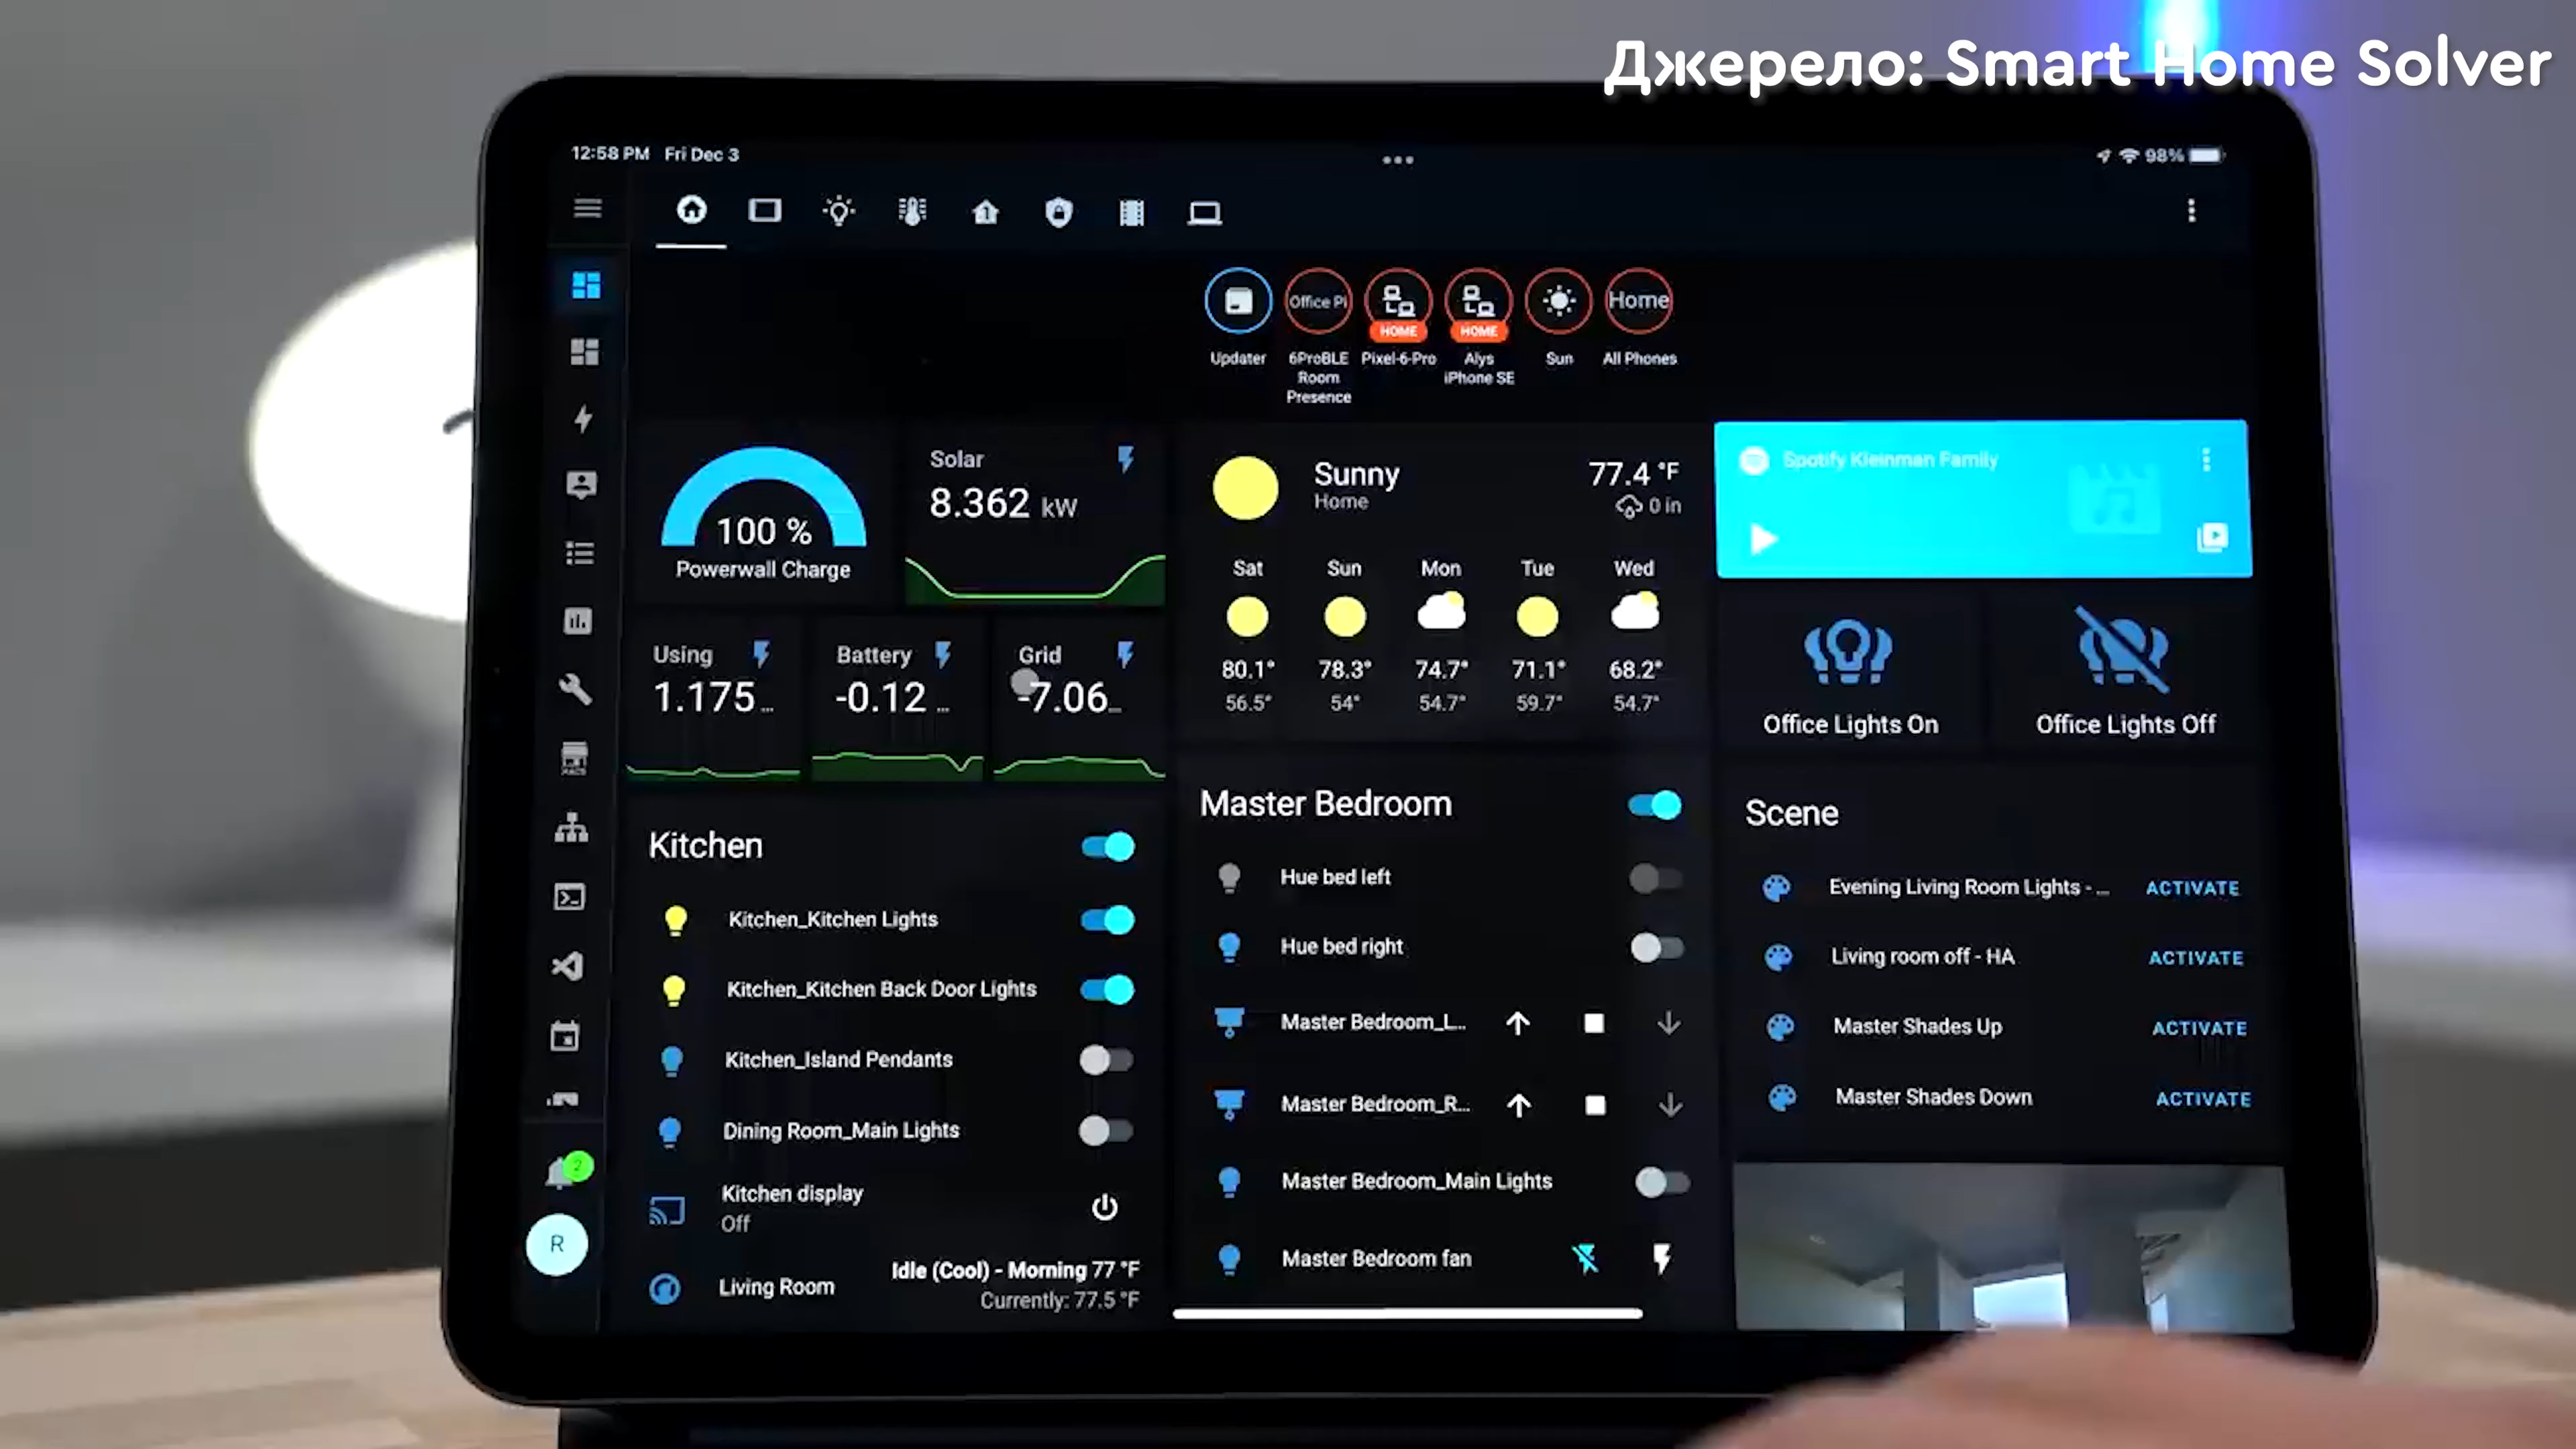 Джерело: Smart Home Solver
12:58 PM Fri Dec 3
98%
Office Pi
HOME
HOME
Home
Updater
6ProBLE
Room
Presence
Pixel-6-Pro
Alys
iPhone SE
Sun
All Phones
100 %
Powerwall Charge
Solar
8.362 kW
Using
1.175...
Battery
-0.12 ...
Grid
-7.06...
Sunny
Home
77.4 °F
0 in
Sat Sun Mon Tue Wed
80.1° 78.3° 74.7° 71.1° 68.2°
56.5° 54° 54.7° 59.7° 54.7°
Spotify Kleinman Family
Office Lights On
Office Lights Off
Kitchen
Kitchen_Kitchen Lights
Kitchen_Kitchen Back Door Lights
Kitchen_Island Pendants
Dining Room_Main Lights
Kitchen display
Off
Living Room
Idle (Cool) - Morning 77 °F
Currently: 77.5 °F
Master Bedroom
Hue bed left
Hue bed right
Master Bedroom_L...
Master Bedroom_R...
Master Bedroom_Main Lights
Master Bedroom fan
Scene
Evening Living Room Lights - ... ACTIVATE
Living room off - HA ACTIVATE
Master Shades Up ACTIVATE
Master Shades Down ACTIVATE
2
R